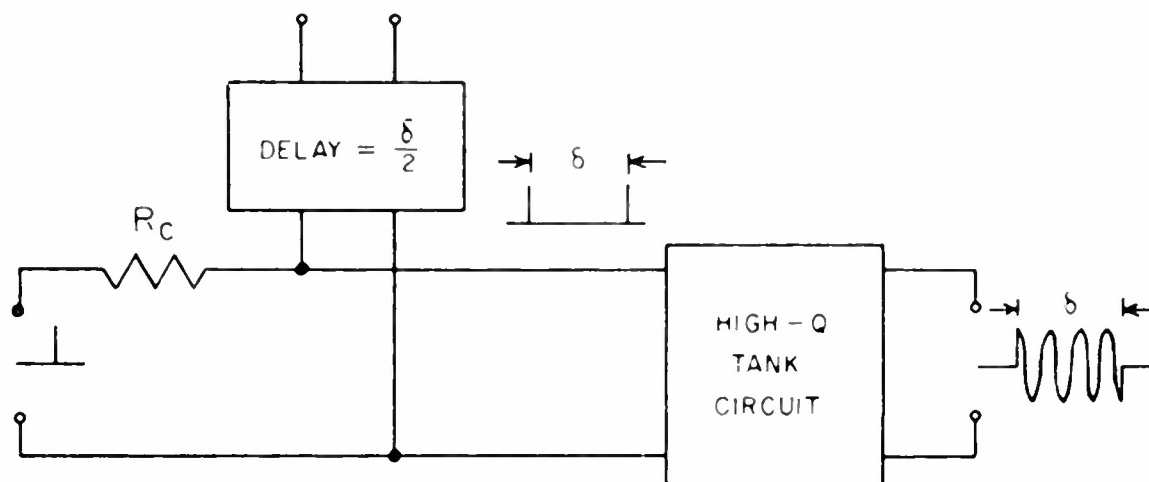 DELAY = δ/2
δ
R_C
HIGH-Q
TANK
CIRCUIT
δ